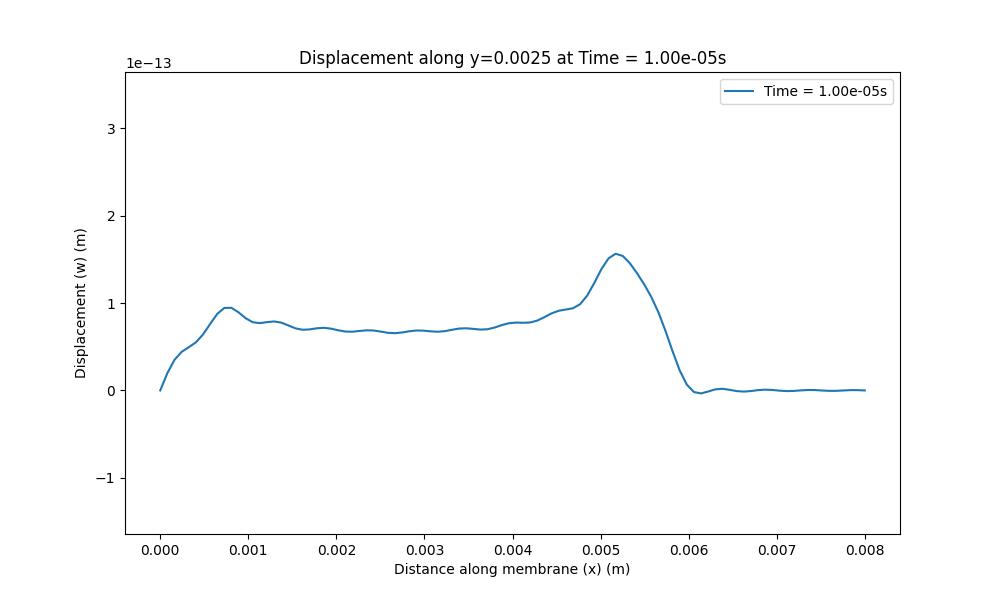 Displacement along y=0.0025 at Time = 1.00e-05s
1e−13
Time = 1.00e-05s
3
2
1
0
−1
Displacement (w) (m)
0.000 0.001 0.002 0.003 0.004 0.005 0.006 0.007 0.008
Distance along membrane (x) (m)